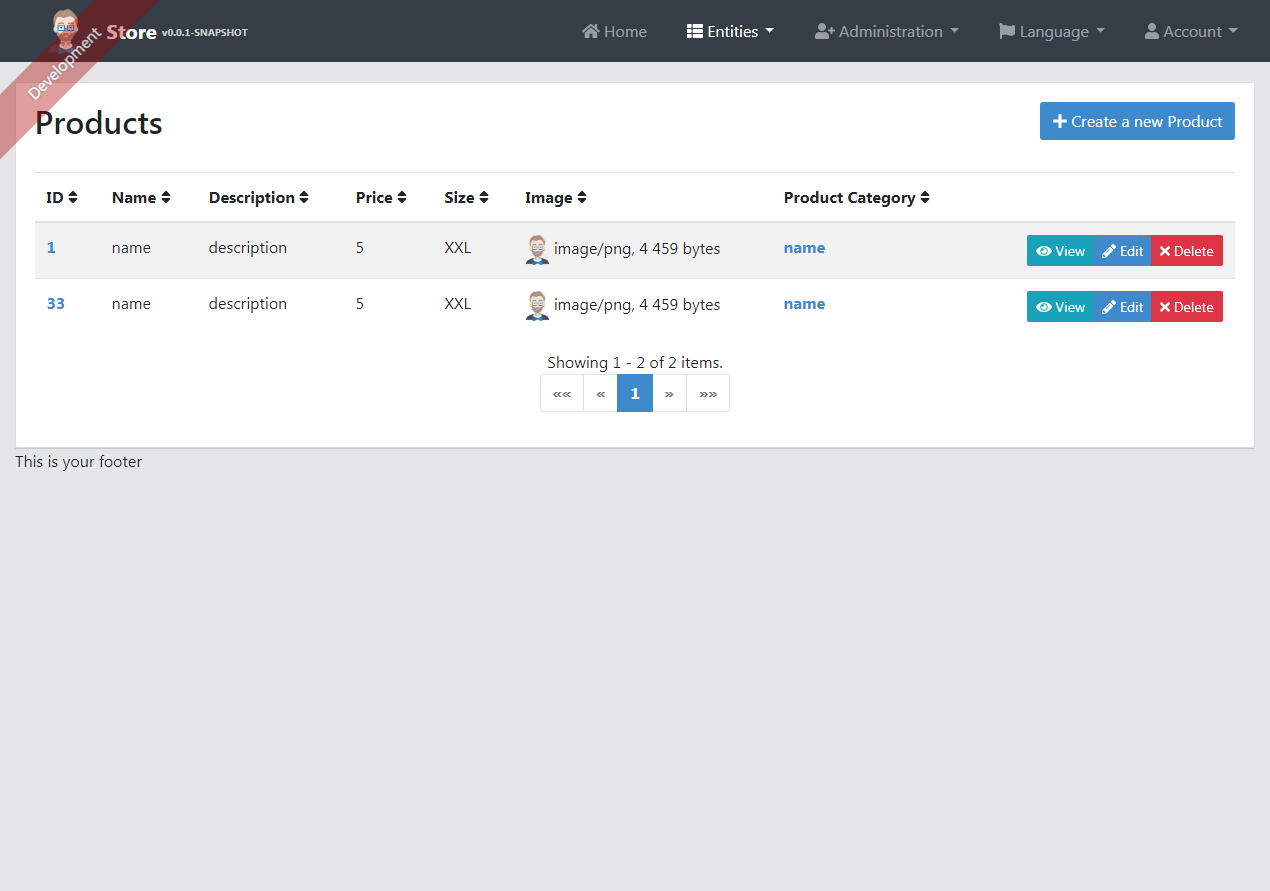 Development
Store v0.0.1-SNAPSHOT Home Entities Administration Language Account
Products Create a new Product
ID Name Description Price Size Image Product Category
1 name description 5 XXL image/png, 4 459 bytes name View Edit Delete
33 name description 5 XXL image/png, 4 459 bytes name View Edit Delete
Showing 1 - 2 of 2 items.
«« « 1 » »»
This is your footer